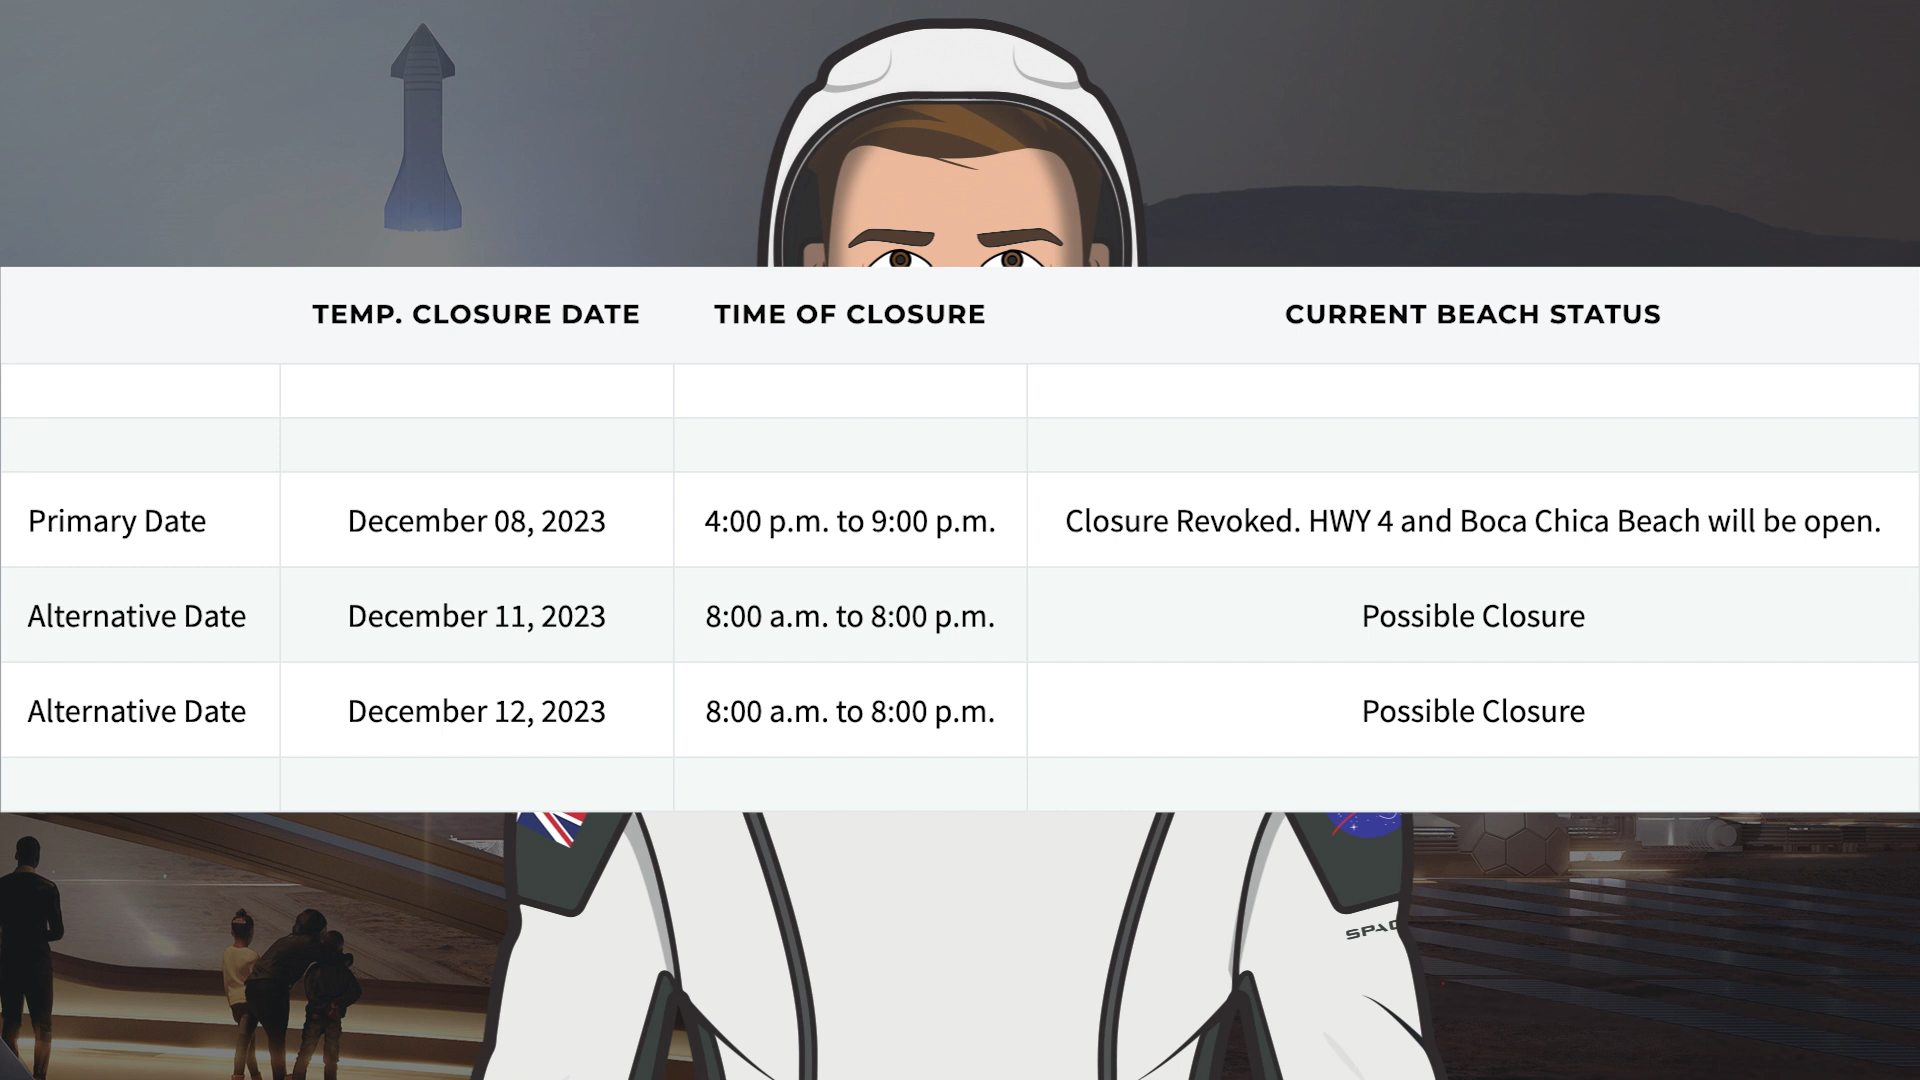 TEMP. CLOSURE DATE TIME OF CLOSURE CURRENT BEACH STATUS
Primary Date December 08, 2023 4:00 p.m. to 9:00 p.m. Closure Revoked. HWY 4 and Boca Chica Beach will be open.
Alternative Date December 11, 2023 8:00 a.m. to 8:00 p.m. Possible Closure
Alternative Date December 12, 2023 8:00 a.m. to 8:00 p.m. Possible Closure
SPAC